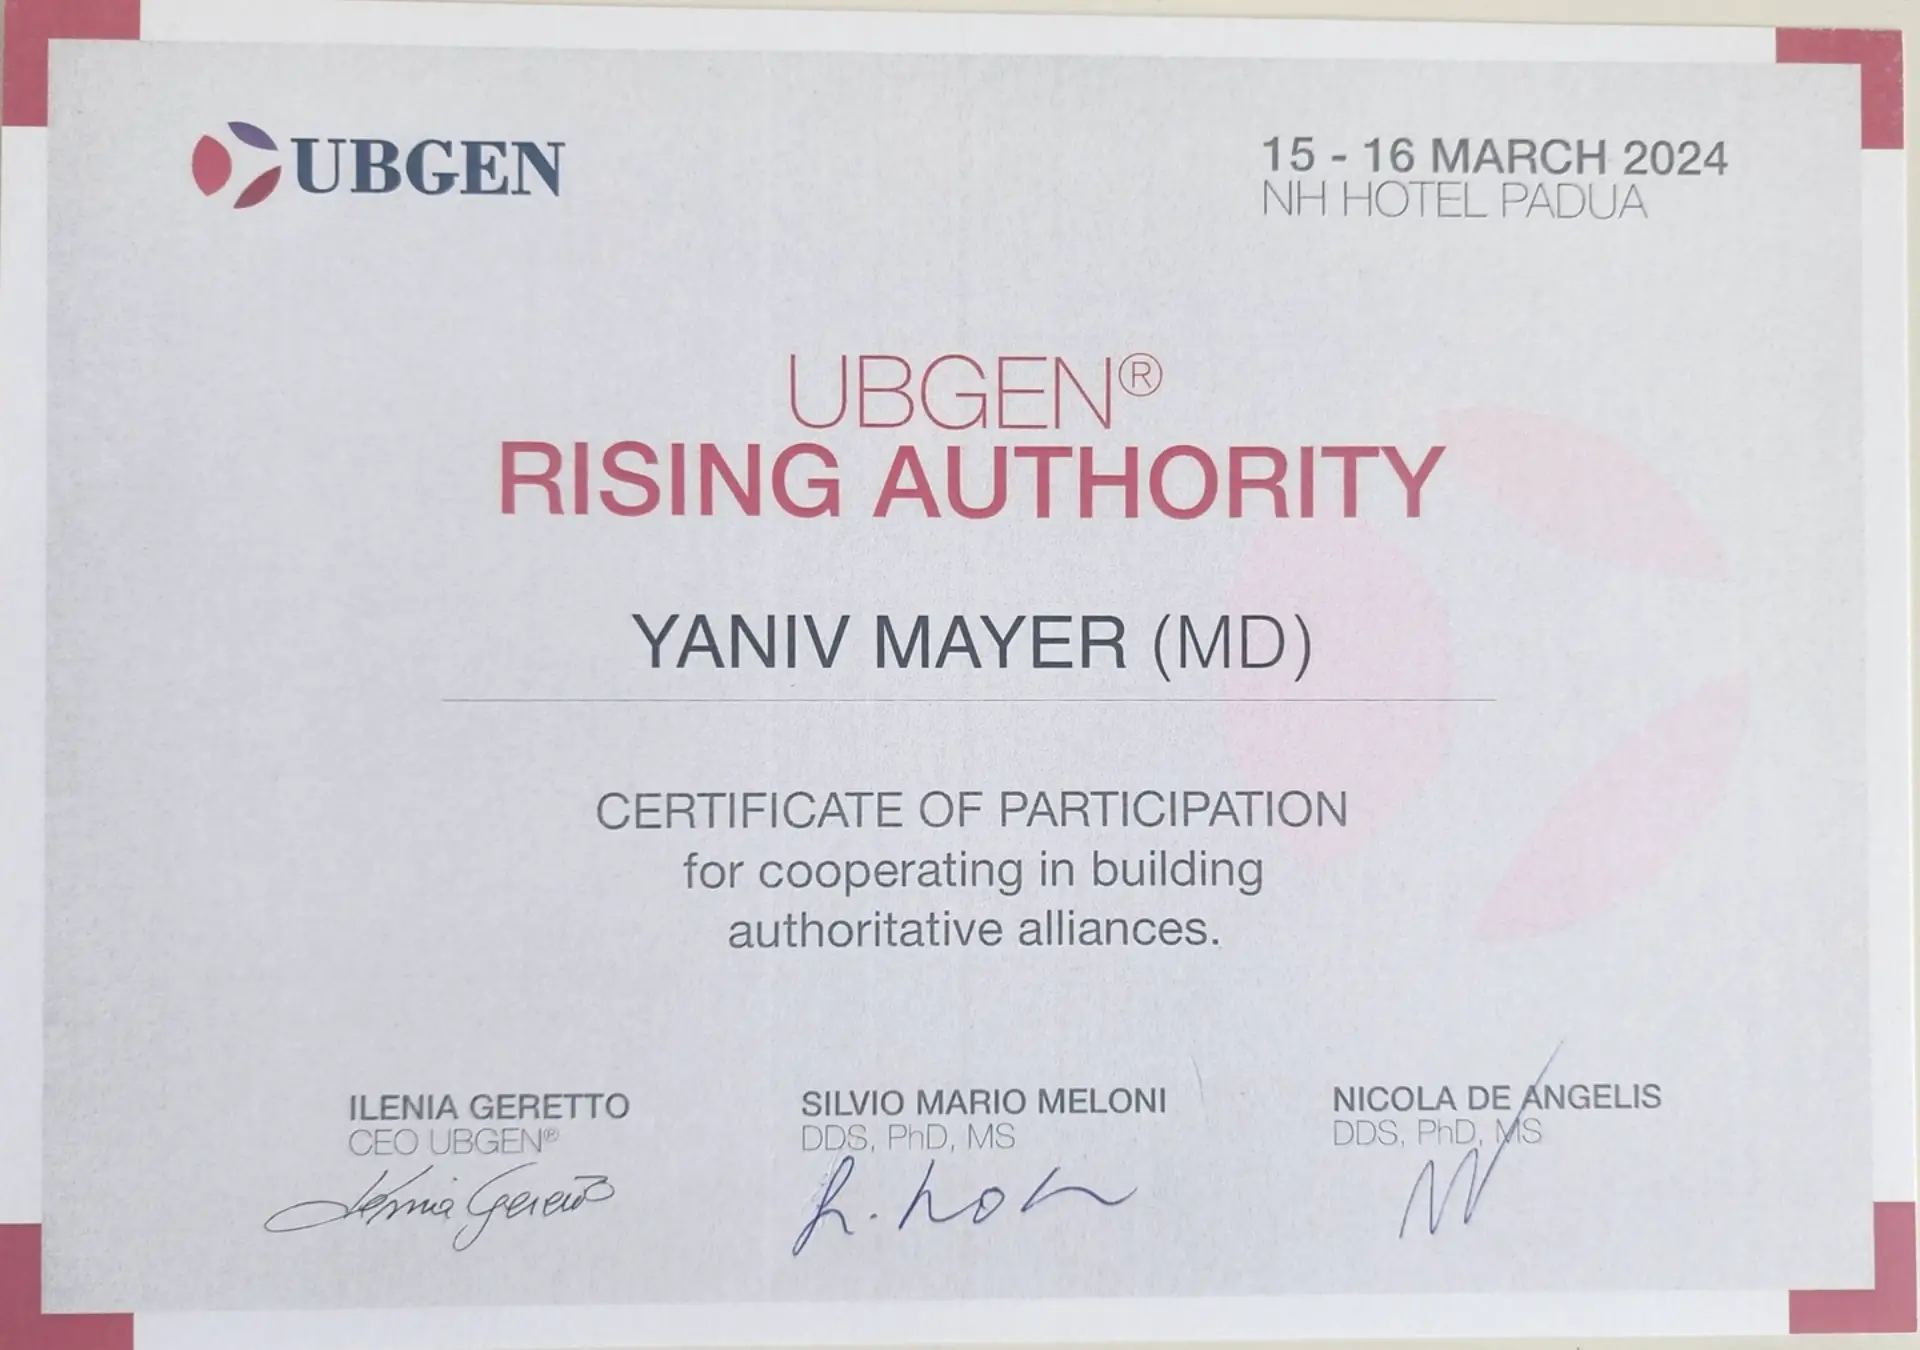 UBGEN
15 - 16 MARCH 2024
NH HOTEL PADUA
UBGEN®
RISING AUTHORITY
YANIV MAYER (MD)
CERTIFICATE OF PARTICIPATION
for cooperating in building
authoritative alliances.
ILENIA GERETTO
CEO UBGEN®
Ilenia Geretto
SILVIO MARIO MELONI
DDS, PhD, MS
NICOLA DE ANGELIS
DDS, PhD, MS